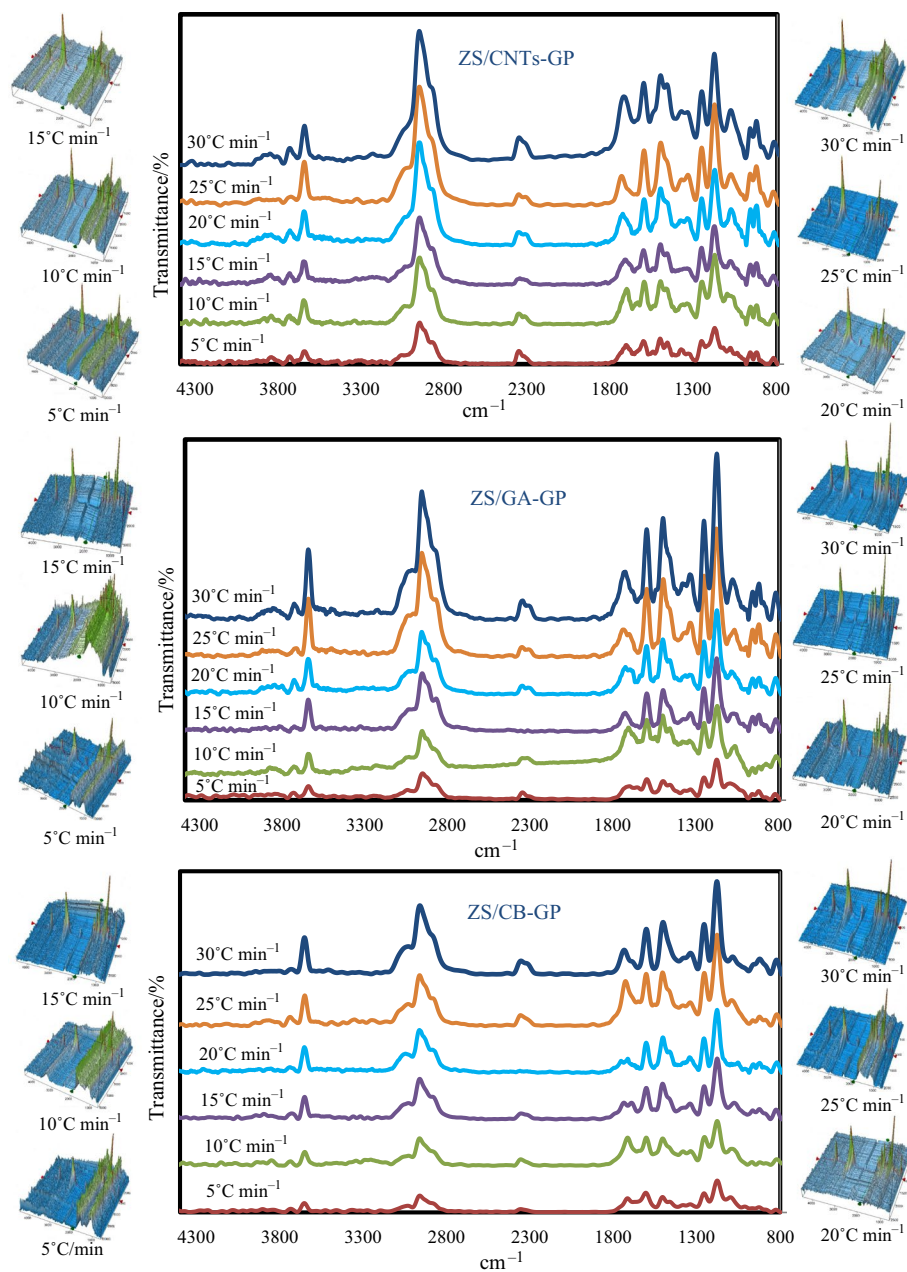 ZS/CNTs-GP
30˚C min⁻¹
25˚C min⁻¹
20˚C min⁻¹
15˚C min⁻¹
10˚C min⁻¹
5˚C min⁻¹
Transmittance/%
4300 3800 3300 2800 2300 1800 1300 800
cm⁻¹
15˚C min⁻¹
10˚C min⁻¹
5˚C min⁻¹
30˚C min⁻¹
25˚C min⁻¹
20˚C min⁻¹
ZS/GA-GP
30˚C min⁻¹
25˚C min⁻¹
20˚C min⁻¹
15˚C min⁻¹
10˚C min⁻¹
5˚C min⁻¹
Transmittance/%
4300 3800 3300 2800 2300 1800 1300 800
cm⁻¹
15˚C min⁻¹
10˚C min⁻¹
5˚C min⁻¹
30˚C min⁻¹
25˚C min⁻¹
20˚C min⁻¹
ZS/CB-GP
30˚C min⁻¹
25˚C min⁻¹
20˚C min⁻¹
15˚C min⁻¹
10˚C min⁻¹
5˚C min⁻¹
Transmittance/%
4300 3800 3300 2800 2300 1800 1300 800
cm⁻¹
15˚C min⁻¹
10˚C min⁻¹
5˚C/min
30˚C min⁻¹
25˚C min⁻¹
20˚C min⁻¹